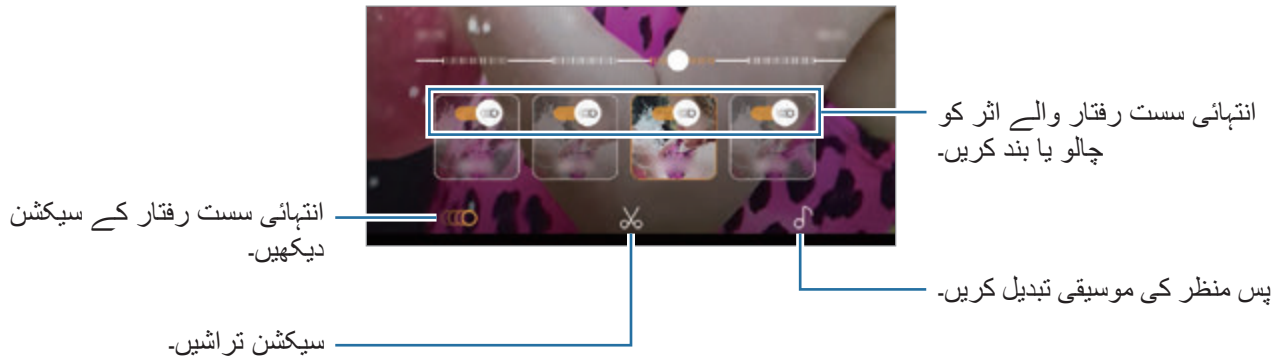 انتہائی سست رفتار والے اثر کو
چالو یا بند کریں۔
انتہائی سست رفتار کے سیکشن
دیکھیں۔
پس منظر کی موسیقی تبدیل کریں۔
سیکشن تراشیں۔